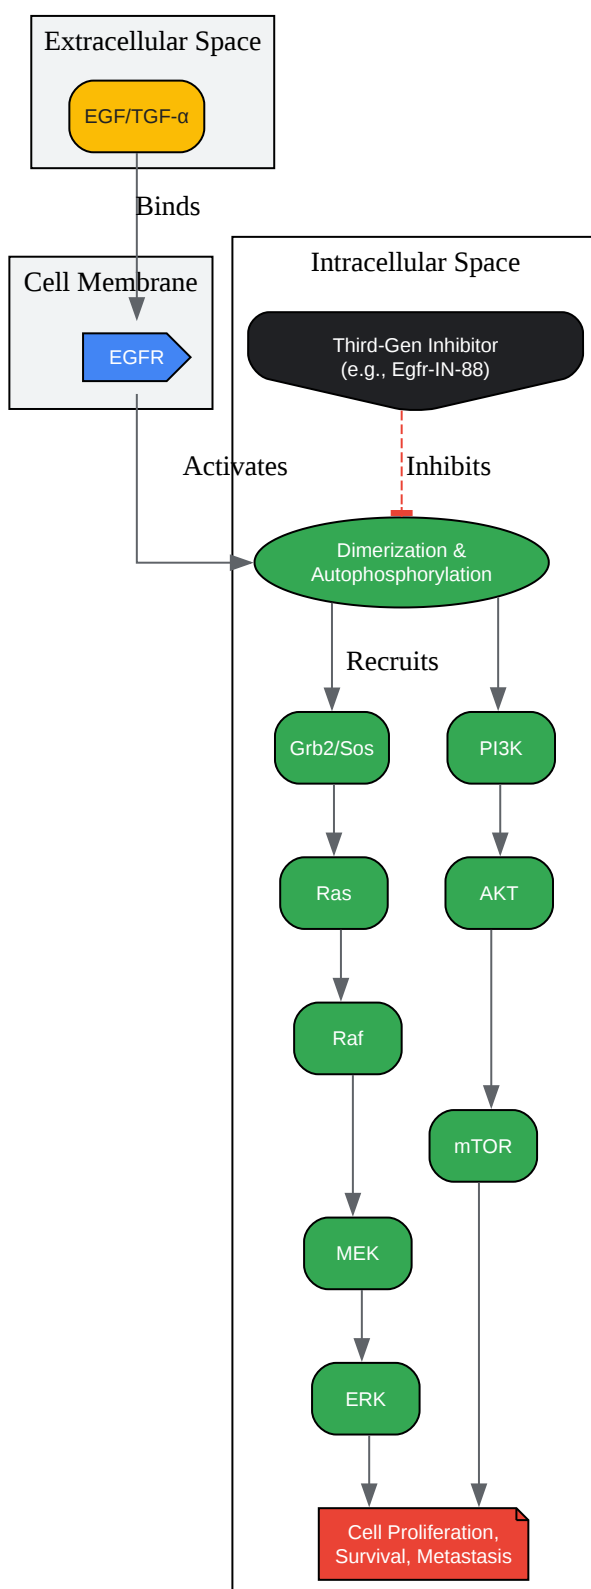 Extracellular Space
EGF/TGF-α
Binds
Cell Membrane
EGFR
Intracellular Space
Third-Gen Inhibitor
(e.g., Egfr-IN-88)
Activates
Inhibits
Dimerization &
Autophosphorylation
Recruits
Grb2/Sos
PI3K
Ras
AKT
Raf
mTOR
MEK
ERK
Cell Proliferation,
Survival, Metastasis